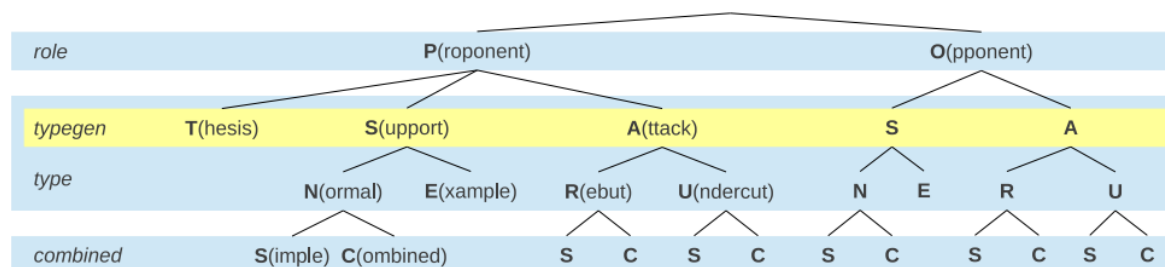 role P(roponent) O(pponent)
typegen T(hesis) S(upport) A(ttack) S A
type N(ormal) E(xample) R(ebut) U(ndercut) N E R U
combined S(imple) C(ombined) S C S C S C S C S C